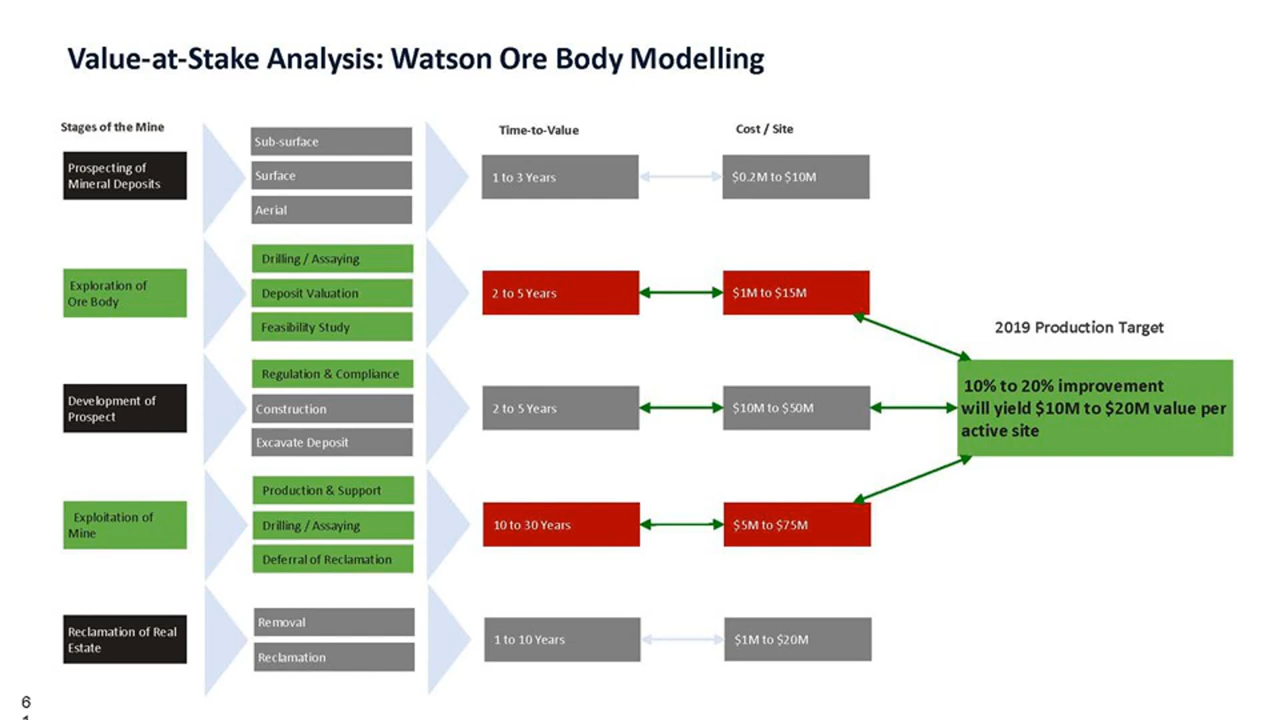 Value-at-Stake Analysis: Watson Ore Body Modelling
Stages of the Mine
Time-to-Value
Cost / Site
Prospecting of
Mineral Deposits
Sub-surface
Surface
Aerial
1 to 3 Years
$0.2M to $10M
Exploration of
Ore Body
Drilling / Assaying
Deposit Valuation
Feasibility Study
2 to 5 Years
$1M to $15M
2019 Production Target
10% to 20% improvement
will yield $10M to $20M value per
active site
Development of
Prospect
Regulation & Compliance
Construction
Excavate Deposit
2 to 5 Years
$10M to $50M
Exploitation of
Mine
Production & Support
Drilling / Assaying
Deferral of Reclamation
10 to 30 Years
$5M to $75M
Reclamation of Real
Estate
Removal
Reclamation
1 to 10 Years
$1M to $20M
6